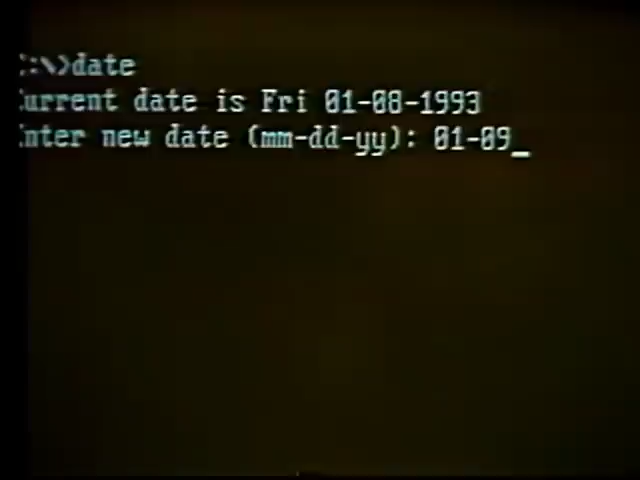 :\>date
urrent date is Fri 01-08-1993
nter new date (mm-dd-yy): 01-09_